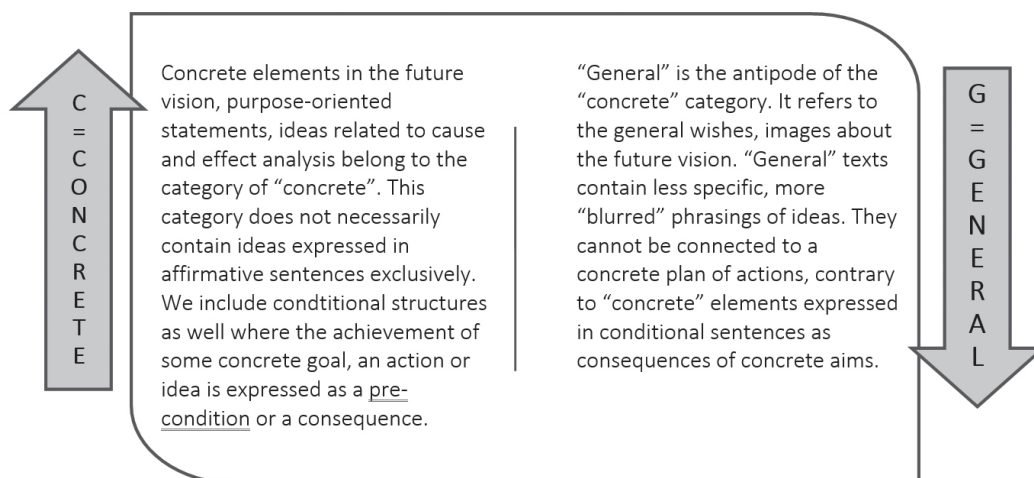 C
=
C
O
N
C
R
E
T
E
Concrete elements in the future
vision, purpose-oriented
statements, ideas related to cause
and effect analysis belong to the
category of “concrete”. This
category does not necessarily
contain ideas expressed in
affirmative sentences exclusively.
We include condtitional structures
as well where the achievement of
some concrete goal, an action or
idea is expressed as a pre-
condition or a consequence.
“General” is the antipode of the
“concrete” category. It refers to
the general wishes, images about
the future vision. “General” texts
contain less specific, more
“blurred” phrasings of ideas. They
cannot be connected to a
concrete plan of actions, contrary
to “concrete” elements expressed
in conditional sentences as
consequences of concrete aims.
G
=
G
E
N
E
R
A
L